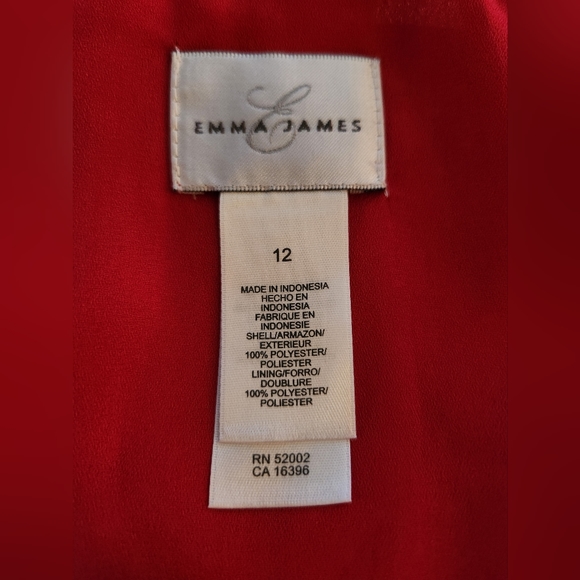 E
EMMA JAMES
12
MADE IN INDONESIA
HECHO EN
INDONESIA
FABRIQUE EN
INDONESIE
SHELL/ARMAZON/
EXTERIEUR
100% POLYESTER/
POLIESTER
LINING/FORRO/
DOUBLURE
100% POLYESTER/
POLIESTER
RN 52002
CA 16396